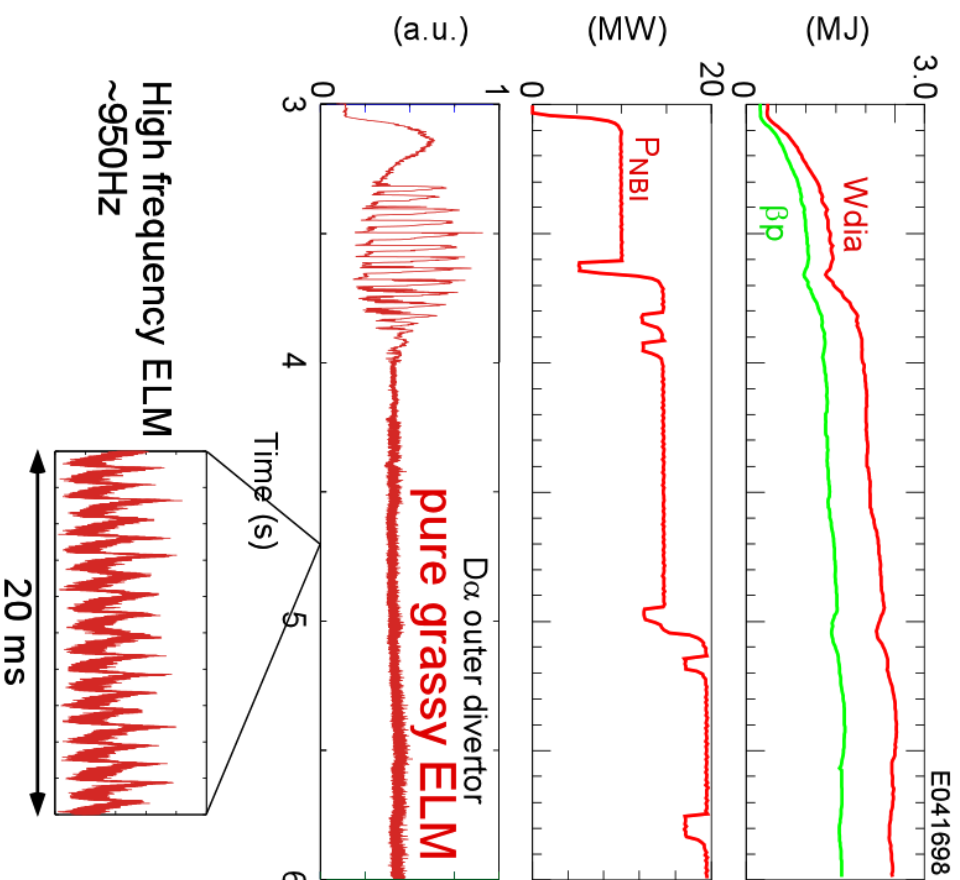 E041698
3.0
(MJ)
Wdia
βp
0
20
(MW)
PNBI
0
1
(a.u.)
Dα outer divertor
pure grassy ELM
0
3 4 5 6
Time (s)
High frequency ELM
~950Hz
20 ms